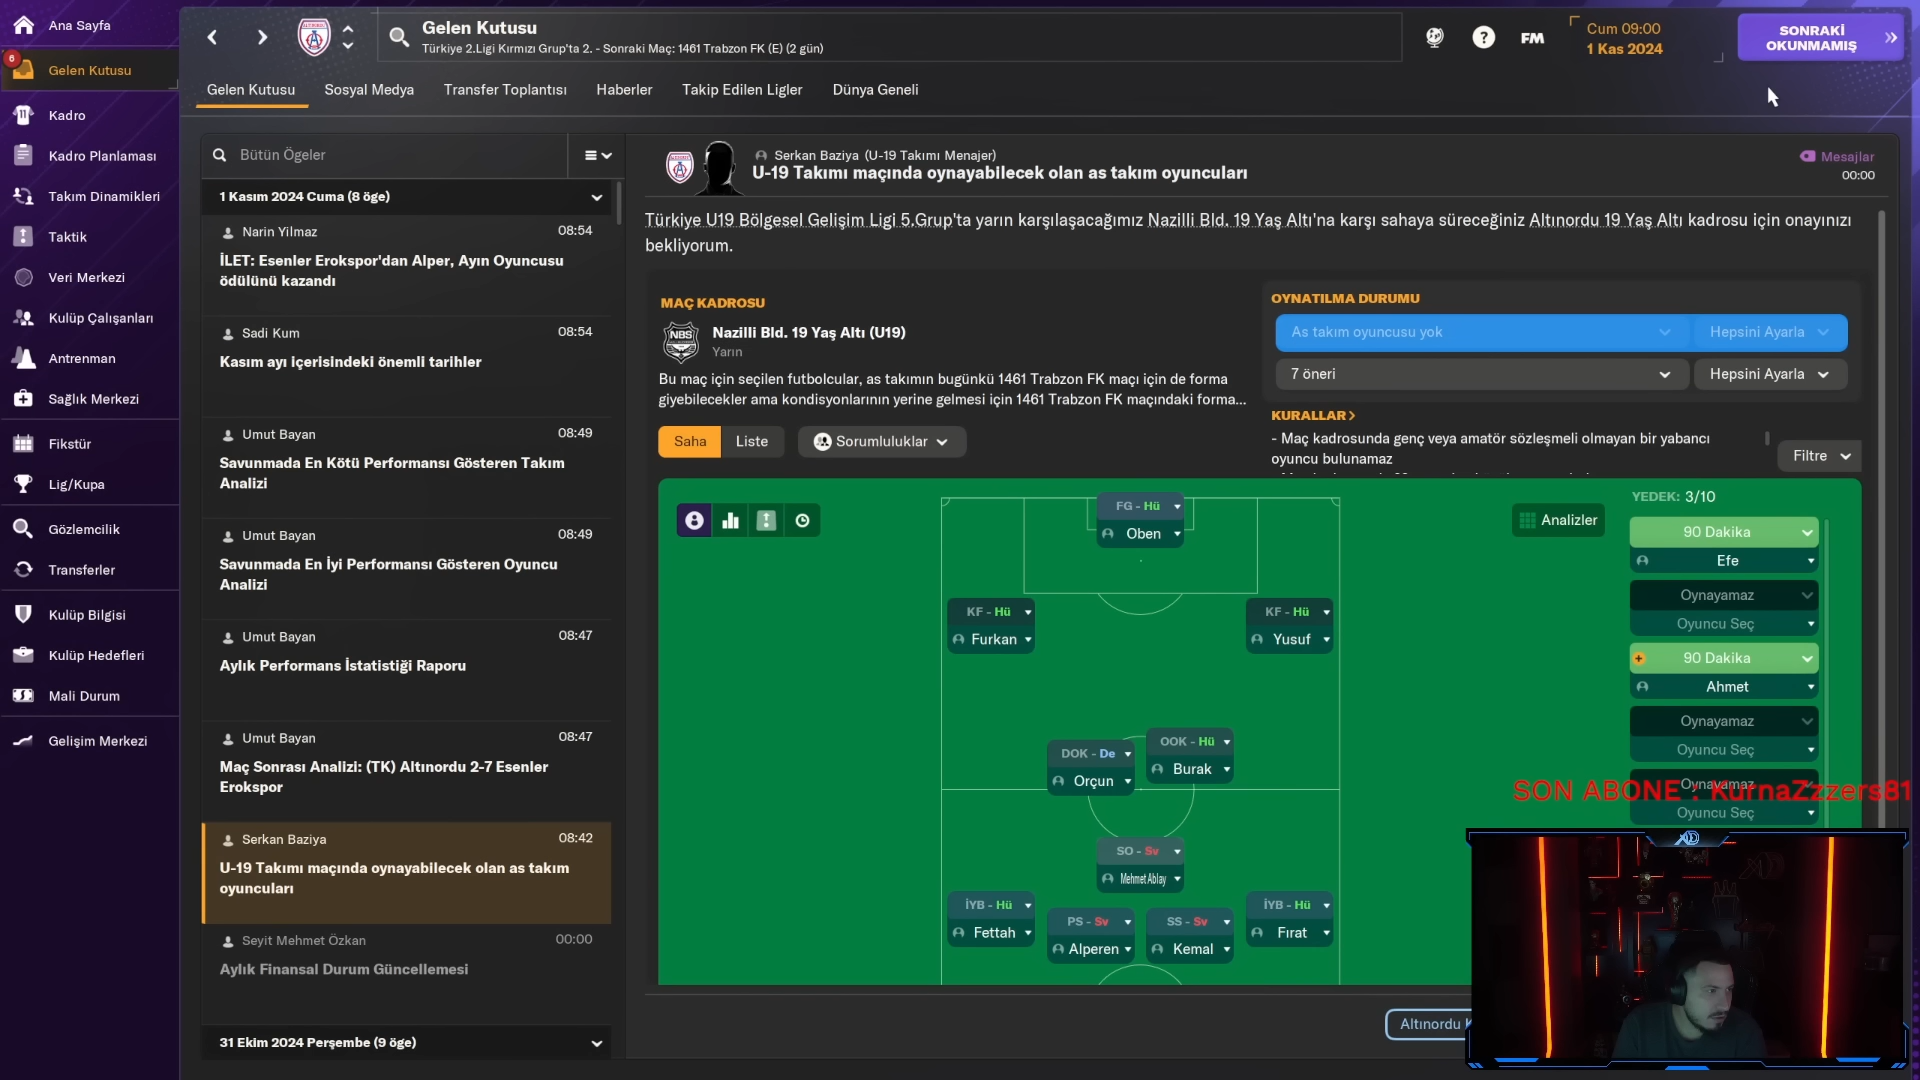 Ana Sayfa
6
Gelen Kutusu
Kadro
Kadro Planlaması
Takım Dinamikleri
Taktik
Veri Merkezi
Kulüp Çalışanları
Antrenman
Sağlık Merkezi
Fikstür
Lig/Kupa
Gözlemcilik
Transferler
Kulüp Bilgisi
Kulüp Hedefleri
Mali Durum
Gelişim Merkezi
Gelen Kutusu
Türkiye 2.Ligi Kırmızı Grup'ta 2. - Sonraki Maç: 1461 Trabzon FK (E) (2 gün)
FM
Cum 09:00
1 Kas 2024
SONRAKİ
OKUNMAMIŞ
Gelen Kutusu
Sosyal Medya
Transfer Toplantısı
Haberler
Takip Edilen Ligler
Dünya Geneli
Bütün Ögeler
1 Kasım 2024 Cuma (8 öge)
Narin Yilmaz 08:54
İLET: Esenler Erokspor'dan Alper, Ayın Oyuncusu
ödülünü kazandı
Sadi Kum 08:54
Kasım ayı içerisindeki önemli tarihler
Umut Bayan 08:49
Savunmada En Kötü Performansı Gösteren Takım
Analizi
Umut Bayan 08:49
Savunmada En İyi Performansı Gösteren Oyuncu
Analizi
Umut Bayan 08:47
Aylık Performans İstatistiği Raporu
Umut Bayan 08:47
Maç Sonrası Analizi: (TK) Altınordu 2-7 Esenler
Erokspor
Serkan Baziya 08:42
U-19 Takımı maçında oynayabilecek olan as takım
oyuncuları
Seyit Mehmet Özkan 00:00
Aylık Finansal Durum Güncellemesi
31 Ekim 2024 Perşembe (9 öge)
Serkan Baziya (U-19 Takımı Menajer)
U-19 Takımı maçında oynayabilecek olan as takım oyuncuları
Mesajlar
00:00
Türkiye U19 Bölgesel Gelişim Ligi 5.Grup'ta yarın karşılaşacağımız Nazilli Bld. 19 Yaş Altı'na karşı sahaya süreceğiniz Altınordu 19 Yaş Altı kadrosu için onayınızı
bekliyorum.
MAÇ KADROSU
NBS
Nazilli Bld. 19 Yaş Altı (U19)
Yarın
Bu maç için seçilen futbolcular, as takımın bugünkü 1461 Trabzon FK maçı için de forma
giyebilecekler ama kondisyonlarının yerine gelmesi için 1461 Trabzon FK maçındaki forma...
Saha
Liste
Sorumluluklar
OYNATILMA DURUMU
As takım oyuncusu yok
Hepsini Ayarla
7 öneri
Hepsini Ayarla
KURALLAR >
- Maç kadrosunda genç veya amatör sözleşmeli olmayan bir yabancı
oyuncu bulunamaz
Filtre
FG - Hü
Oben
Analizler
KF - Hü
Furkan
KF - Hü
Yusuf
DOK - De
Orçun
OOK - Hü
Burak
SO - Sv
Mehmet Ablay
İYB - Hü
Fettah
PS - Sv
Alperen
SS - Sv
Kemal
İYB - Hü
Fırat
YEDEK: 3/10
90 Dakika
Efe
Oynayamaz
Oyuncu Seç
90 Dakika
Ahmet
Oynayamaz
Oyuncu Seç
Oynayamaz
SON ABONE : KurnaZzzers81
Oyuncu Seç
Altınordu